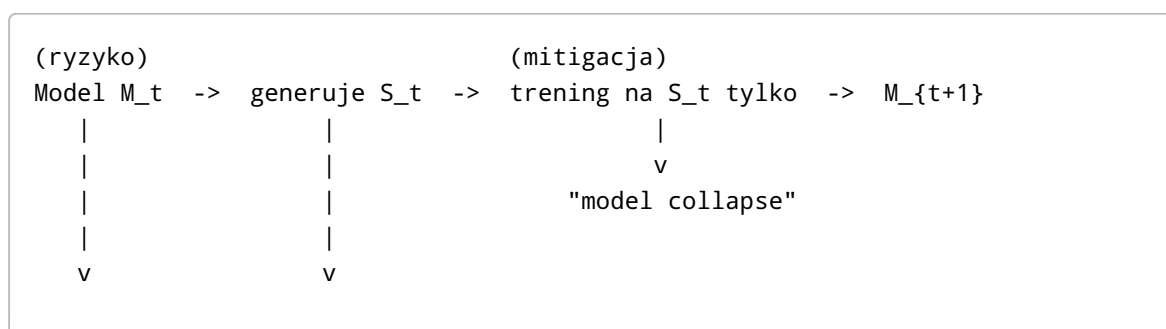 (ryzyko) (mitigacja)
Model M_t -> generuje S_t -> trening na S_t tylko -> M_{t+1}
| | |
| | v
| | "model collapse"
| |
v v